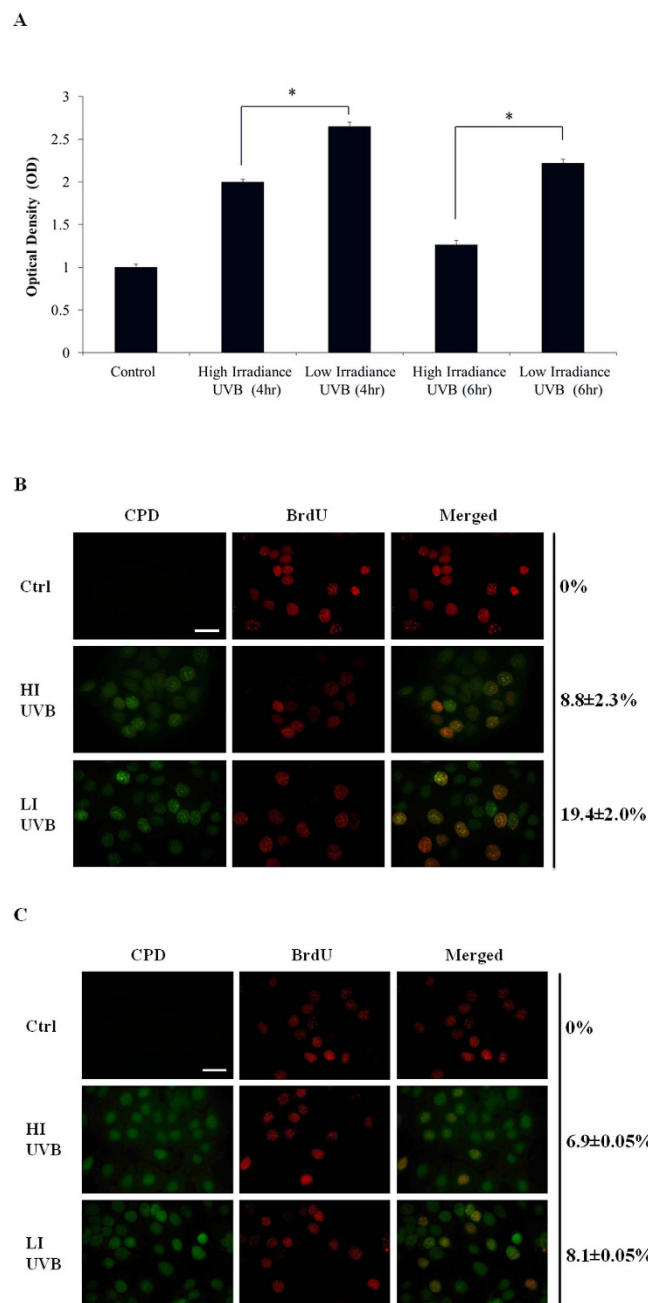 A
3
2.5
2
1.5
1
0.5
0
Optical Density (OD)
*
*
Control
High Irradiance
UVB (4hr)
Low Irradiance
UVB (4hr)
High Irradiance
UVB (6hr)
Low Irradiance
UVB (6hr)
B
CPD BrdU Merged
Ctrl 0%
HI
UVB
8.8±2.3%
LI
UVB
19.4±2.0%
C
CPD BrdU Merged
Ctrl 0%
HI
UVB
6.9±0.05%
LI
UVB
8.1±0.05%